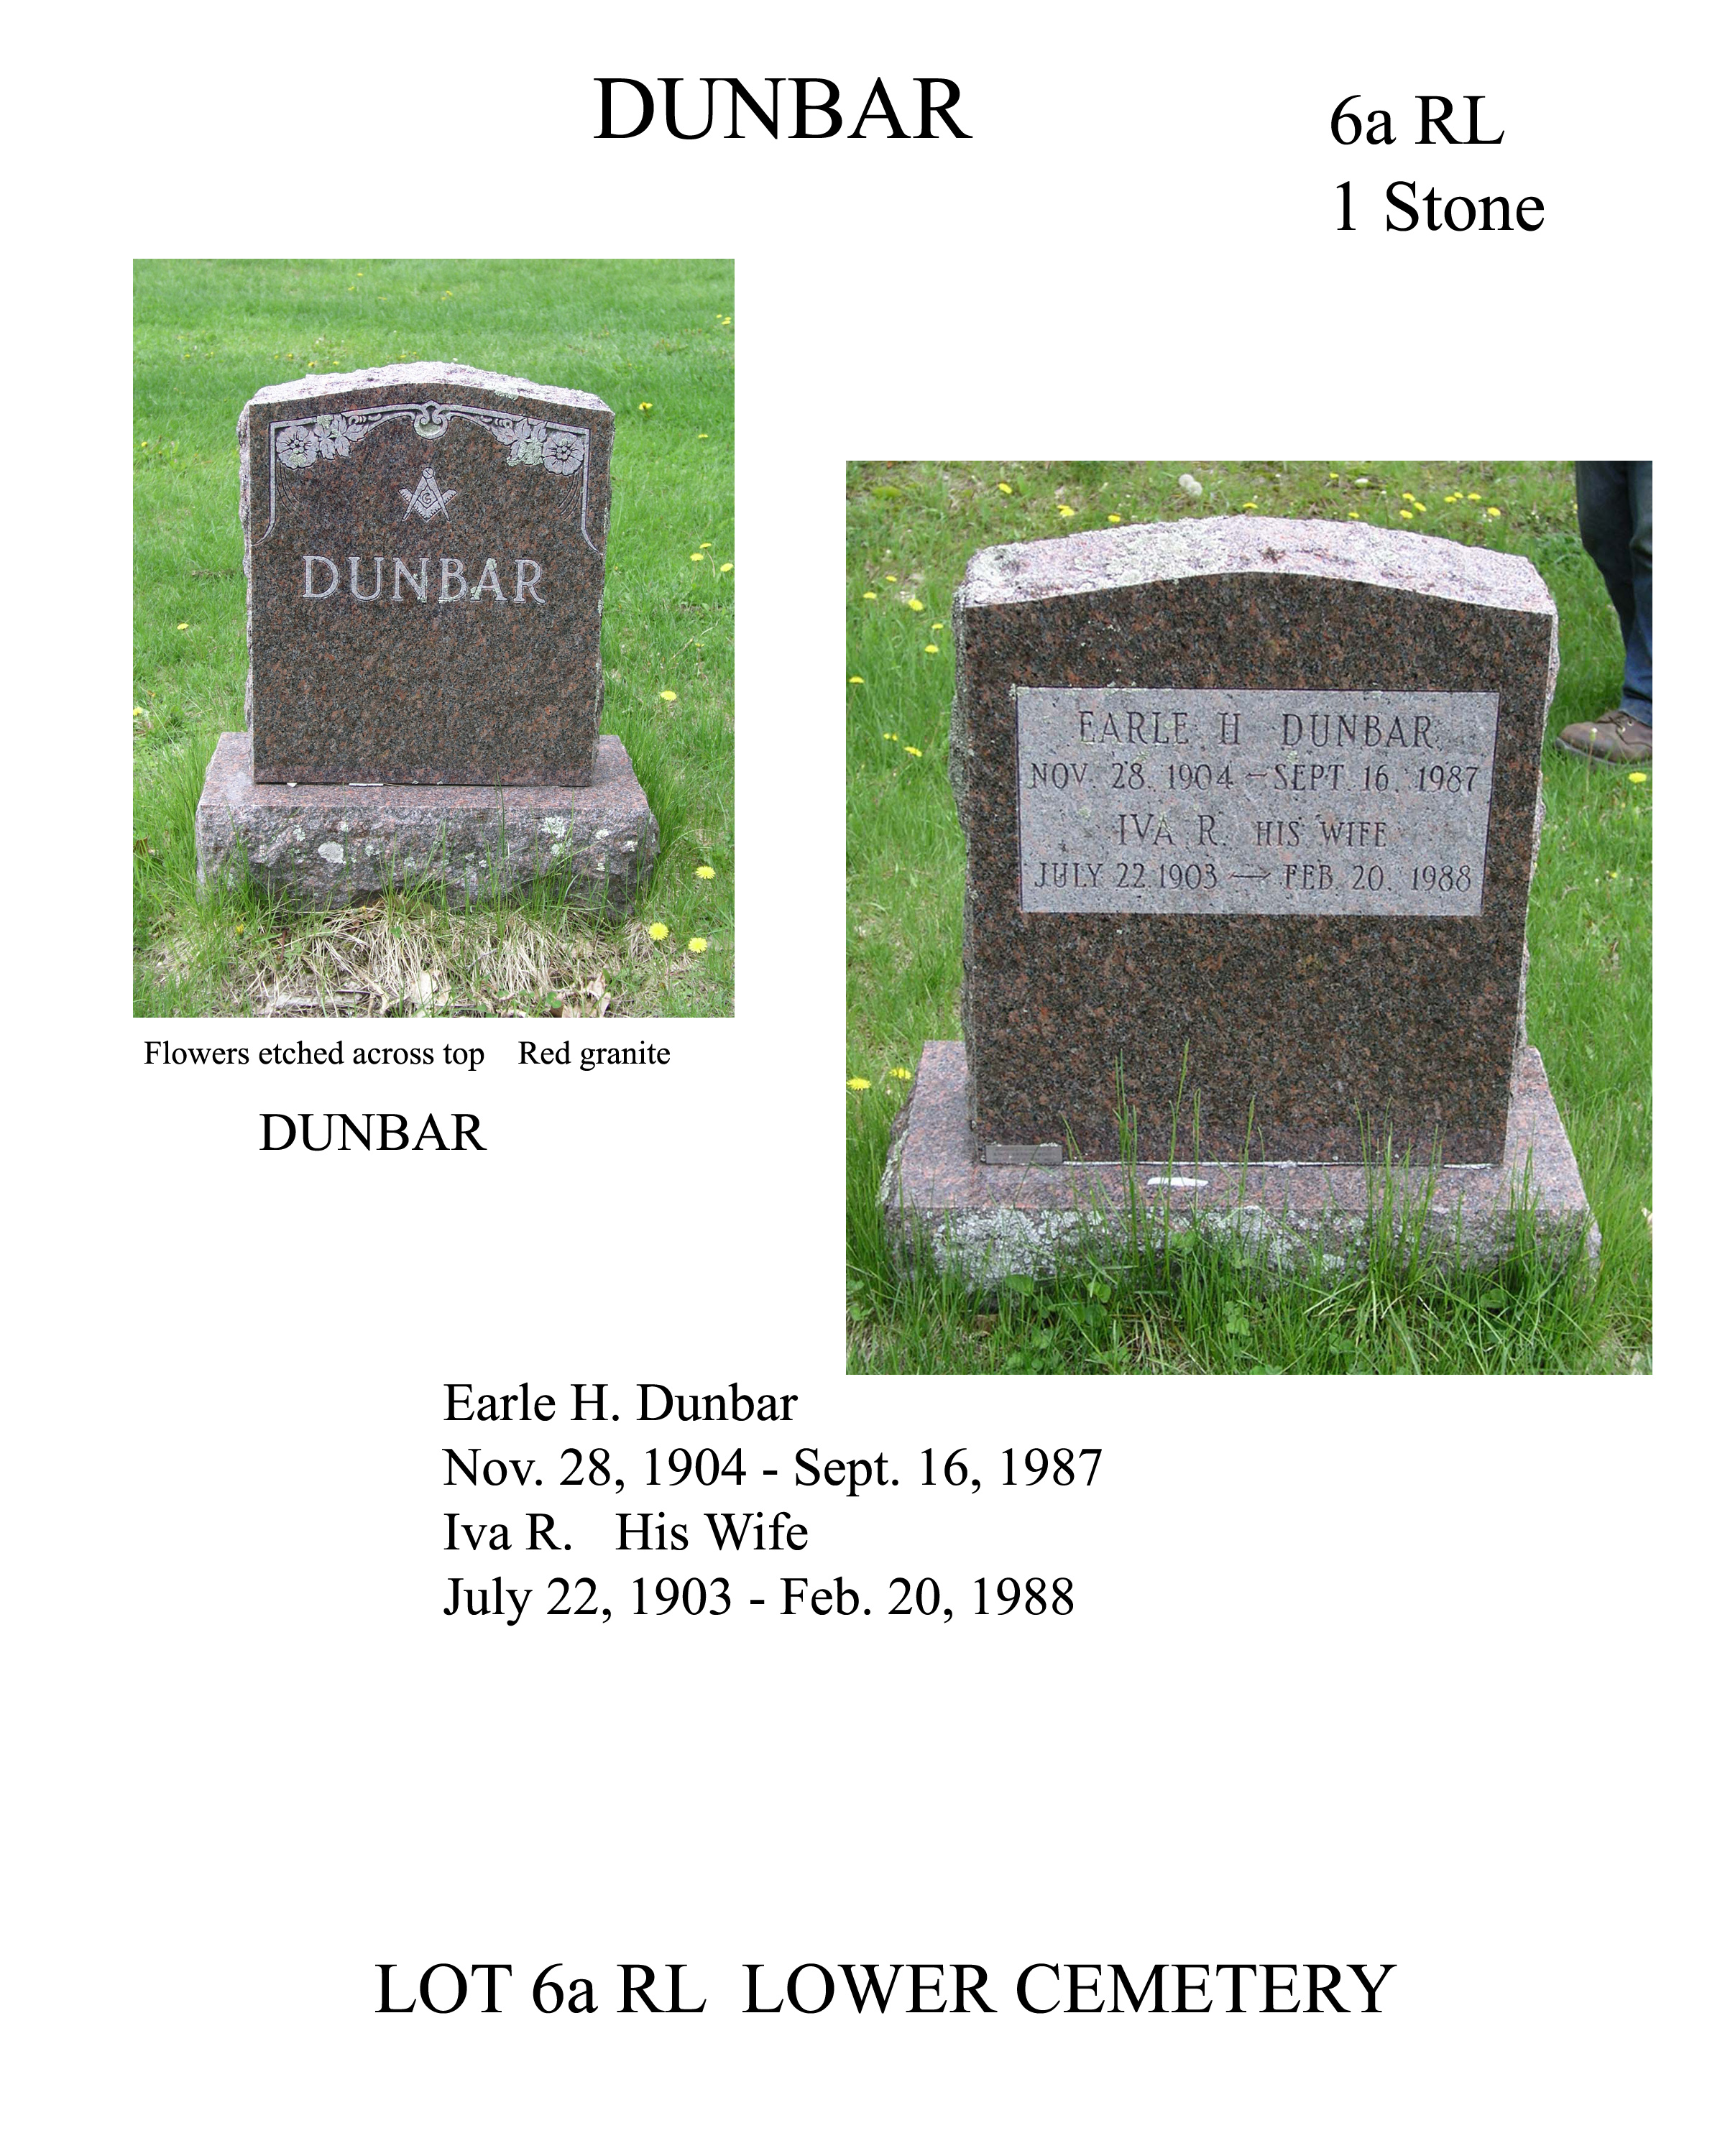 DUNBAR
6a RL
1 Stone
G
DUNBAR
EARLE H DUNBAR
NOV. 28, 1904 — SEPT. 16, 1987
IVA R. HIS WIFE
JULY 22 1903 — FEB. 20, 1988
Flowers etched across top Red granite
DUNBAR
Earle H. Dunbar
Nov. 28, 1904 - Sept. 16, 1987
Iva R. His Wife
July 22, 1903 - Feb. 20, 1988
LOT 6a RL LOWER CEMETERY